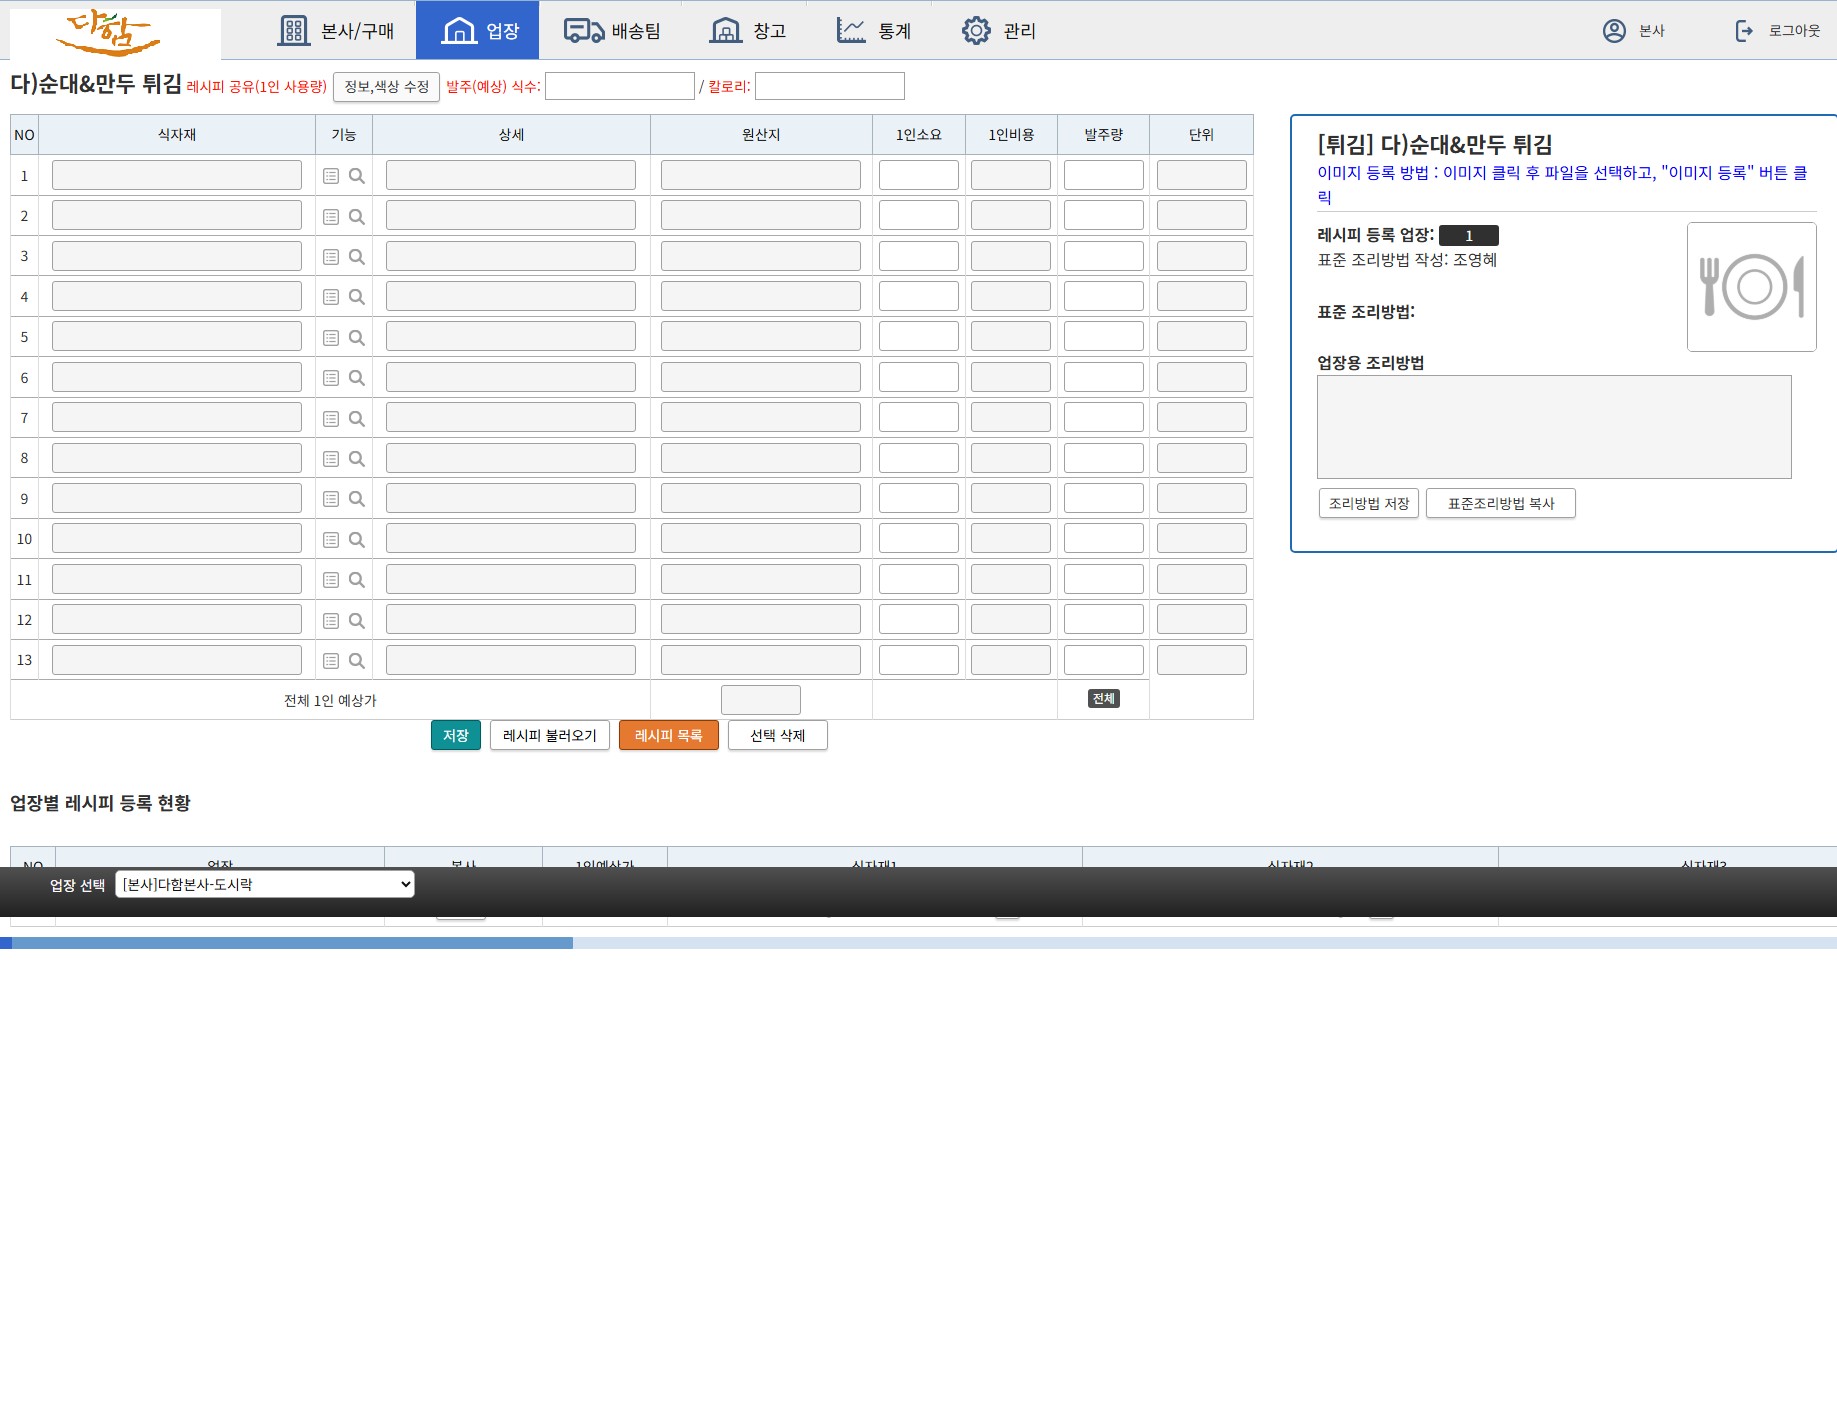 다함
본사/구매
업장
배송팀
창고
통계
관리
본사
로그아웃
다)순대&만두 튀김 레시피 공유(1인 사용량) 정보,색상 수정 발주(예상) 식수: / 칼로리:
NO 식자재 기능 상세 원산지 1인소요 1인비용 발주량 단위
1
2
3
4
5
6
7
8
9
10
11
12
13
전체 1인 예상가 전체
저장 레시피 불러오기 레시피 목록 선택 삭제
[튀김] 다)순대&만두 튀김
이미지 등록 방법 : 이미지 클릭 후 파일을 선택하고, "이미지 등록" 버튼 클
릭
레시피 등록 업장: 1
표준 조리방법 작성: 조영혜
표준 조리방법:
업장용 조리방법
조리방법 저장 표준조리방법 복사
업장별 레시피 등록 현황
NO 업장 본사 1인예상가 식자재1 식자재2 식자재3
업장 선택 [본사]다함본사-도시락